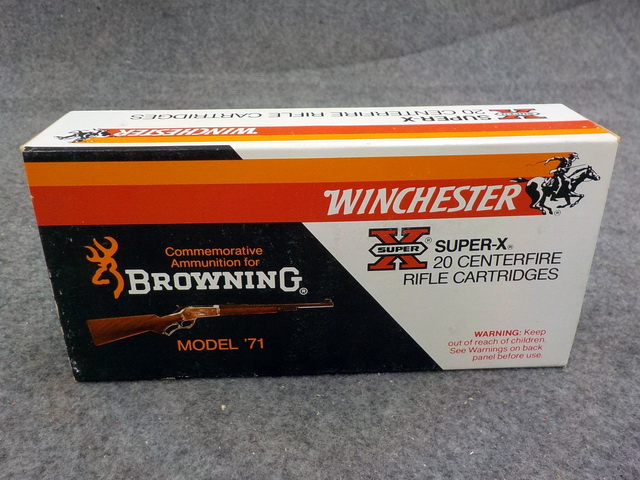 SUPER-X
20 CENTERFIRE RIFLE CARTRIDGES
SUPER X
WINCHESTER
WINCHESTER
®
Commemorative
Ammunition for
BROWNING®
MODEL '71
X
SUPER ®
SUPER-X®
20 CENTERFIRE
RIFLE CARTRIDGES
WARNING: Keep
out of reach of children.
See Warnings on back
panel before use.